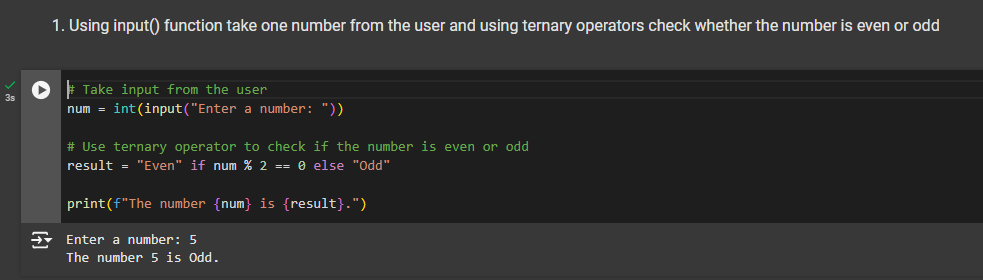 1. Using input() function take one number from the user and using ternary operators check whether the number is even or odd
3s
# Take input from the user
num = int(input("Enter a number: "))
# Use ternary operator to check if the number is even or odd
result = "Even" if num % 2 == 0 else "Odd"
print(f"The number {num} is {result}.")
Enter a number: 5
The number 5 is Odd.